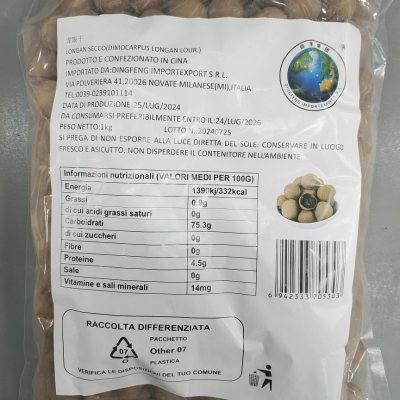 龙眼干
LONGAN SECCO(DIMOCARPUS LONGAN (LOUR.)
PRODOTTO E CONFEZIONATO IN CINA
IMPORTATO DA:DINGFENG IMPORTEXPORT S.R.L.
VIA POLVERIERA 41,20026 NOVATE MILANESE(MI),ITALIA
TEL 0039-0239101114
DATA DI PRODUZIONE:25/LUG/2024
DA CONSUMARSI PREFERIBILMENTE ENTRO IL:24/LUG/2026
PESO NETTO:1kg LOTTO N.:20240725
SI PREGA DI NON ESPORRE ALLA LUCE DIRETTA DEL SOLE. CONSERVARE IN LUOGO
FRESCO E ASICUTTO. NON DISPERDERE IL CONTENITORE NELL'AMBIENTE.
DINGFENG IMPORTEXPORT S.R.L
Informazioni nutrizionali (VALORI MEDI PER 100G)
Energia 1390kj/332kcal
Grassi 0.9g
di cui acidi grassi saturi 0g
Carboidrati 75.3g
di cui zuccheri 0g
Fibre 0g
Proteine 4.5g
Sale 0g
Vitamine e sali minerali 14mg
6 942333 705303
RACCOLTA DIFFERENZIATA
PACCHETTO
07
Other 07
PLASTICA
VERIFICA LE DISPOSIZIONI DEL TUO COMUNE